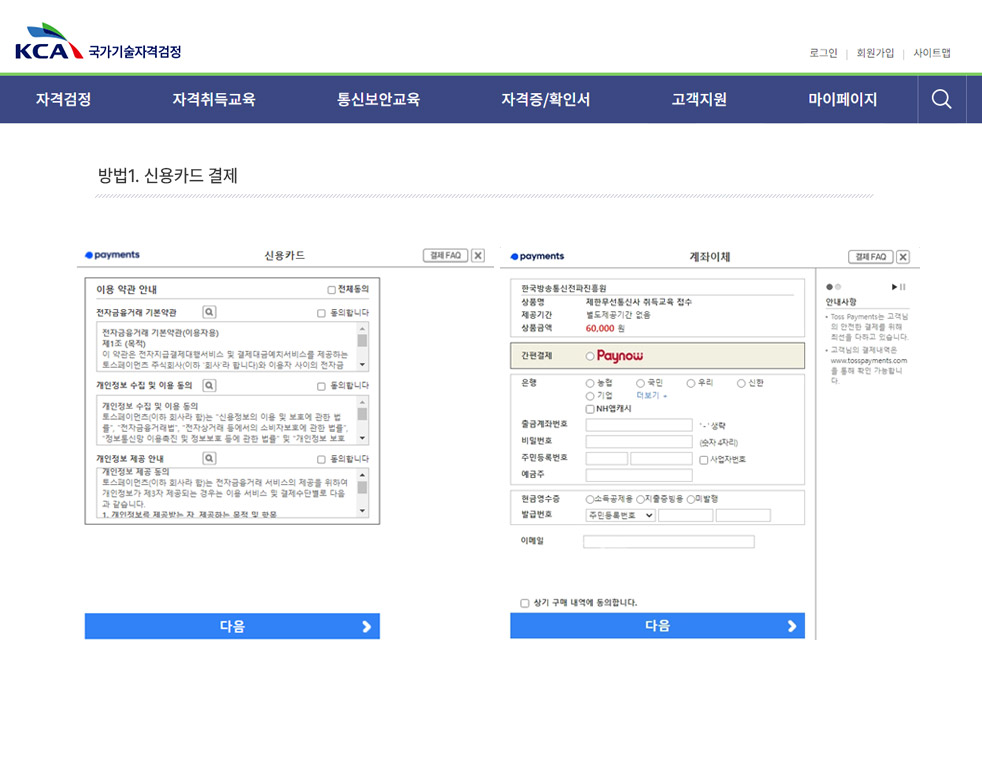 KCA 국가기술자격검정
로그인 | 회원가입 | 사이트맵
자격검정 자격취득교육 통신보안교육 자격증/확인서 고객지원 마이페이지
방법1. 신용카드 결제
payments 신용카드 결제 FAQ X
이용 약관 안내 전체동의
전자금융거래 기본약관 동의합니다
전자금융거래 기본약관(이용자용)
제1조 (목적)
이 약관은 전자지급결제대행서비스 및 결제대금예치서비스를 제공하는
토스페이먼츠 주식회사(이하 '회사'라 합니다)와 이용자 사이의 전자금
개인정보 수집 및 이용 동의 동의합니다
개인정보 수집 및 이용 동의
토스페이먼츠(이하 회사라 함)는 "신용정보의 이용 및 보호에 관한 법
률", "전자금융거래법", "전자상거래 등에서의 소비자보호에 관한 법률",
"정보통신망 이용촉진 및 정보보호 등에 관한 법률" 및 "개인정보 보호
개인정보 제공 안내 동의합니다
개인정보 제공 동의
토스페이먼츠(이하 회사라 함)는 전자금융거래 서비스의 제공을 위하여
개인정보가 제3자 제공되는 경우는 이용 서비스 및 결제수단별로 다음
과 같습니다.
1. 개인정보를 제공받는 자, 제공하는 목적 및 항목
다음
payments 계좌이체 결제 FAQ X
한국방송통신전파진흥원
상품명 제한무선통신사 취득교육 접수
제공기간 별도제공기간 없음
상품금액 60,000 원
간편결제 Paynow
은행 농협 국민 우리 신한
기업 더보기
NH앱캐시
출금계좌번호 '-' 생략
비밀번호 (숫자 4자리)
주민등록번호 사업자번호
예금주
현금영수증 소득공제용 지출증빙용 미발행
발급번호 주민등록번호
이메일
상기 구매 내역에 동의합니다.
다음
안내사항
• Toss Payments는 고객님
의 안전한 결제를 위해
최선을 다하고 있습니다.
• 고객님의 결제내역은
www.tosspayments.com
을 통해 확인 가능합니
다.